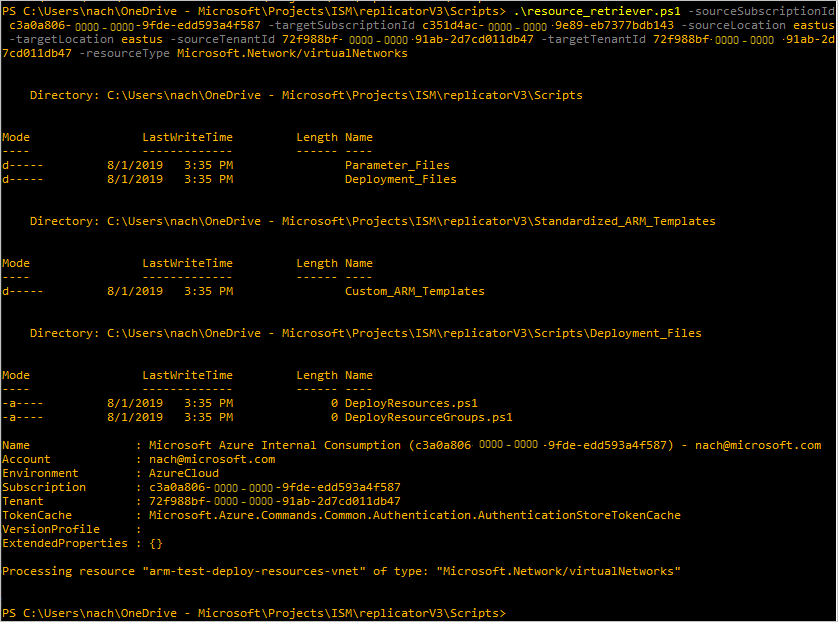 PS C:\Users\nach\OneDrive - Microsoft\Projects\ISM\replicatorV3\Scripts> .\resource_retriever.ps1 -sourceSubscriptionId
 c3a0a806-0000-0000-9fde-edd593a4f587 -targetSubscriptionId c351d4ac-0000-0000-9e89-eb7377bdb143 -sourceLocation eastus
 -targetLocation eastus -sourceTenantId 72f988bf-0000-0000-91ab-2d7cd011db47 -targetTenantId 72f988bf-0000-0000-91ab-2d
7cd011db47 -resourceType Microsoft.Network/virtualNetworks
Directory: C:\Users\nach\OneDrive - Microsoft\Projects\ISM\replicatorV3\Scripts
Mode LastWriteTime Length Name
---- ------------- ------ ----
d----- 8/1/2019 3:35 PM Parameter_Files
d----- 8/1/2019 3:35 PM Deployment_Files
Directory: C:\Users\nach\OneDrive - Microsoft\Projects\ISM\replicatorV3\Standardized_ARM_Templates
Mode LastWriteTime Length Name
---- ------------- ------ ----
d----- 8/1/2019 3:35 PM Custom_ARM_Templates
Directory: C:\Users\nach\OneDrive - Microsoft\Projects\ISM\replicatorV3\Scripts\Deployment_Files
Mode LastWriteTime Length Name
---- ------------- ------ ----
-a---- 8/1/2019 3:35 PM 0 DeployResources.ps1
-a---- 8/1/2019 3:35 PM 0 DeployResourceGroups.ps1
Name : Microsoft Azure Internal Consumption (c3a0a806-0000-0000-9fde-edd593a4f587) - nach@microsoft.com
Account : nach@microsoft.com
Environment : AzureCloud
Subscription : c3a0a806-0000-0000-9fde-edd593a4f587
Tenant : 72f988bf-0000-0000-91ab-2d7cd011db47
TokenCache : Microsoft.Azure.Commands.Common.Authentication.AuthenticationStoreTokenCache
VersionProfile :
ExtendedProperties : {}
Processing resource "arm-test-deploy-resources-vnet" of type: "Microsoft.Network/virtualNetworks"
PS C:\Users\nach\OneDrive - Microsoft\Projects\ISM\replicatorV3\Scripts>